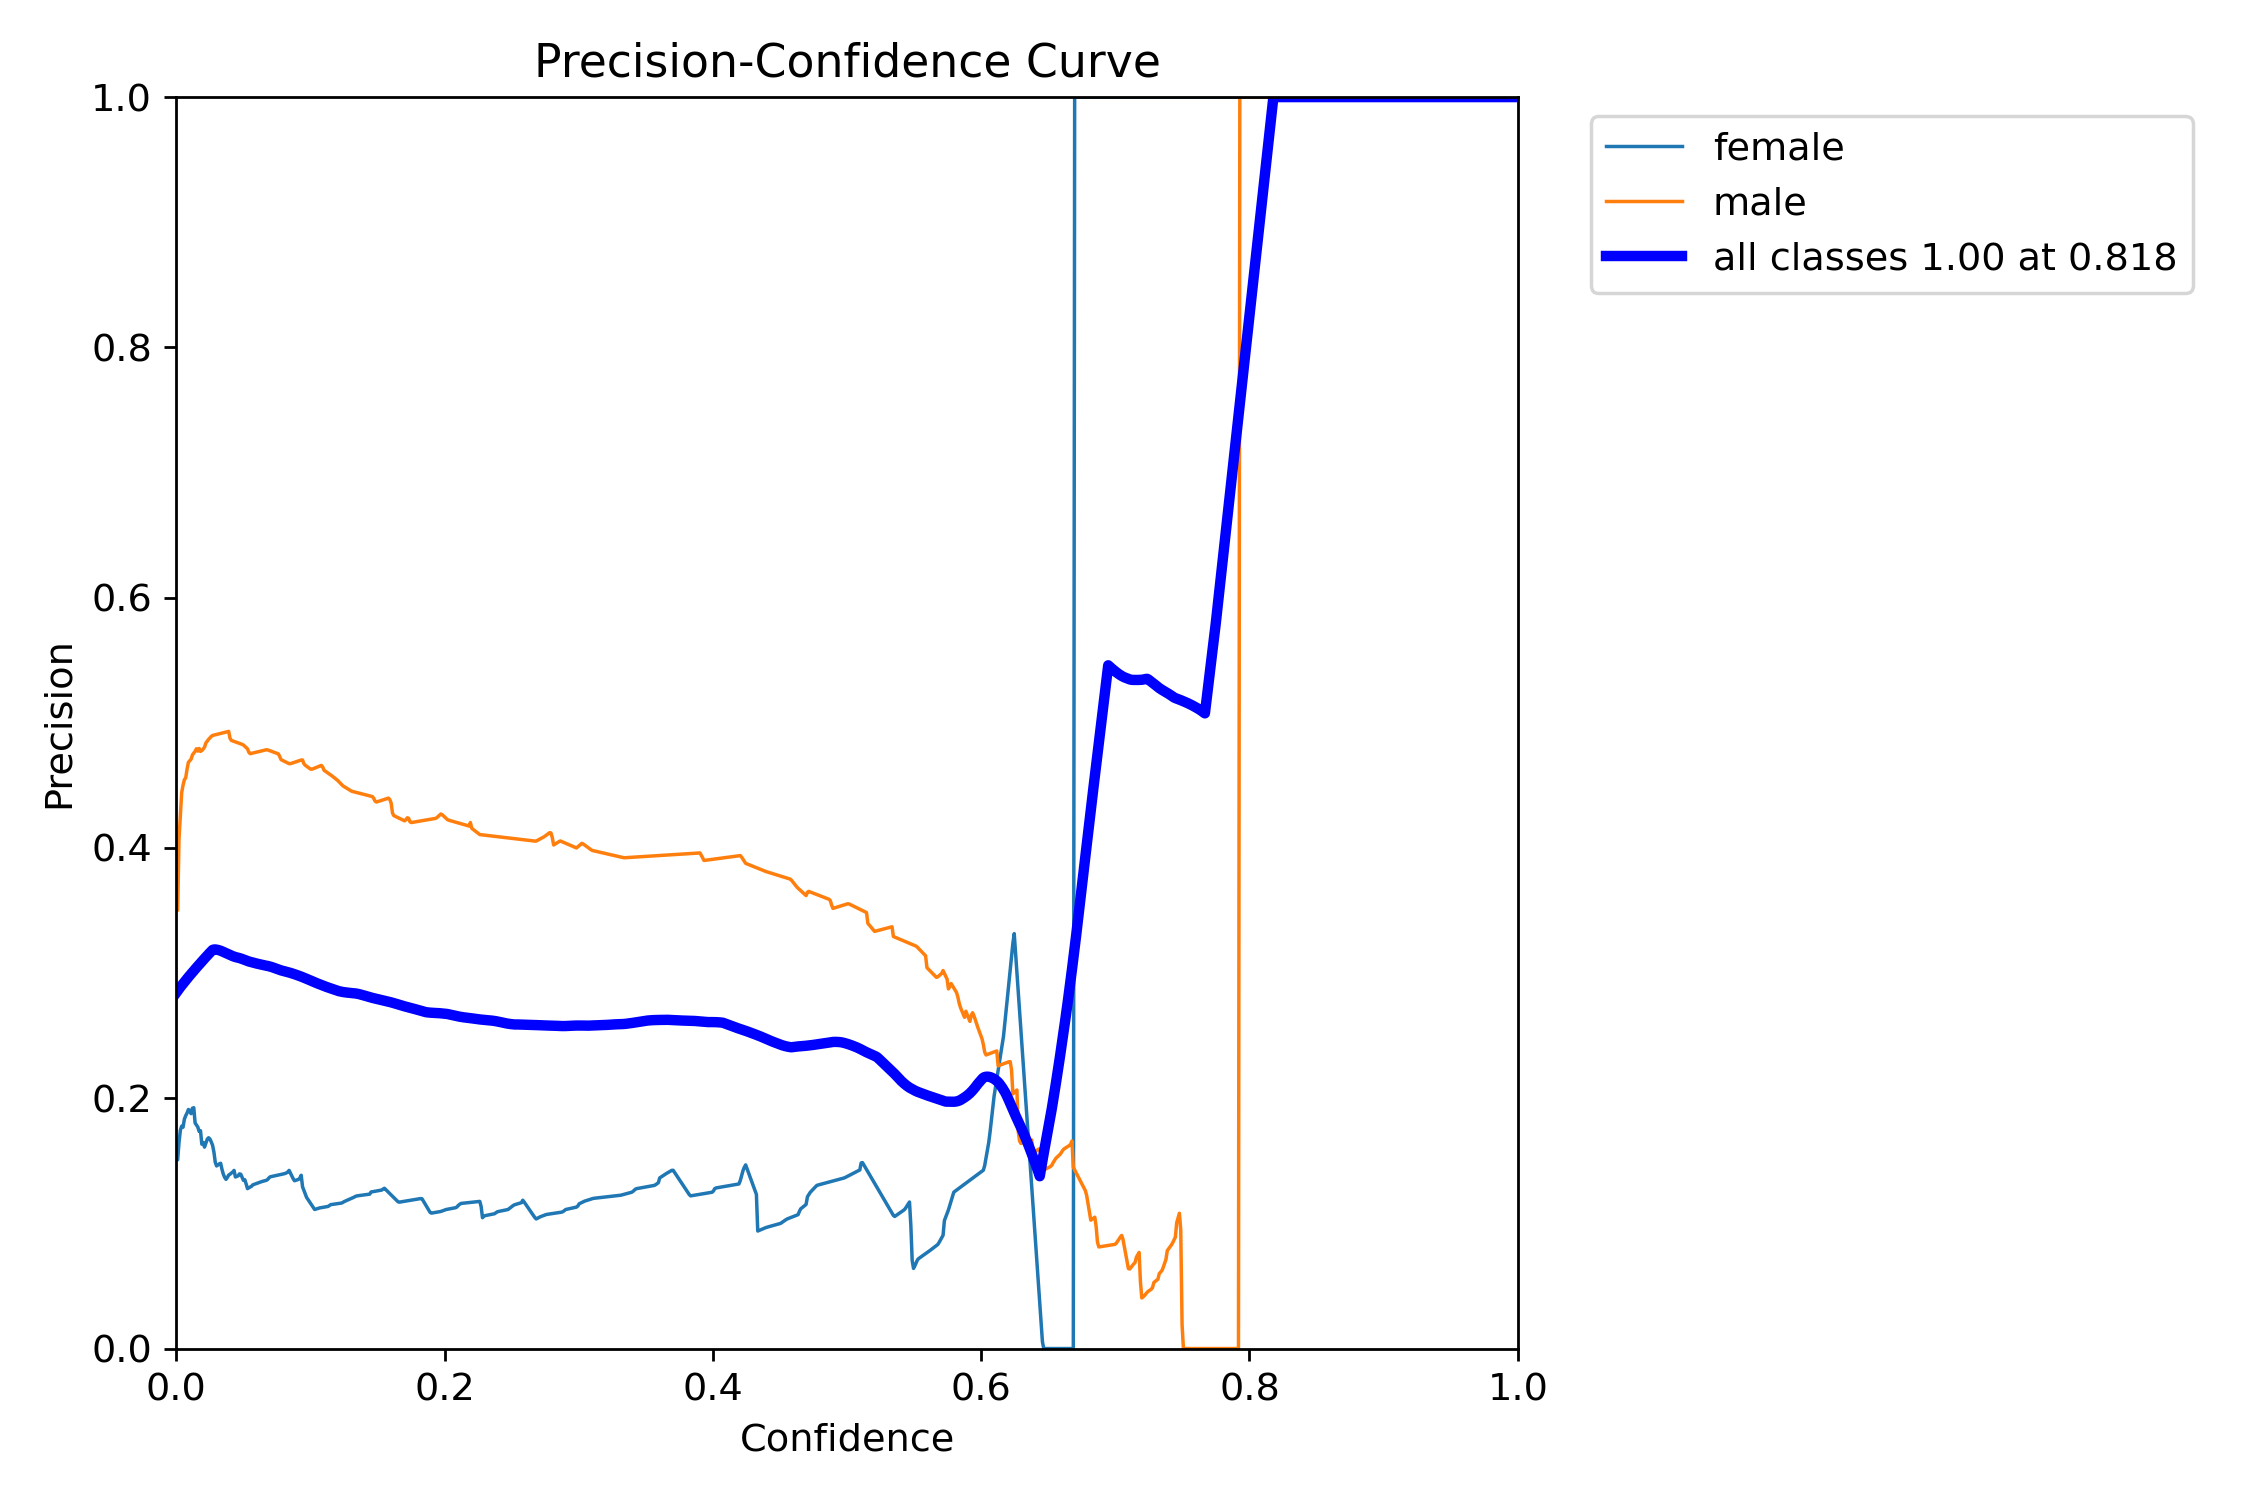 Precision-Confidence Curve
1.0
0.8
0.6
0.4
0.2
0.0
Precision
0.0 0.2 0.4 0.6 0.8 1.0
Confidence
female
male
all classes 1.00 at 0.818